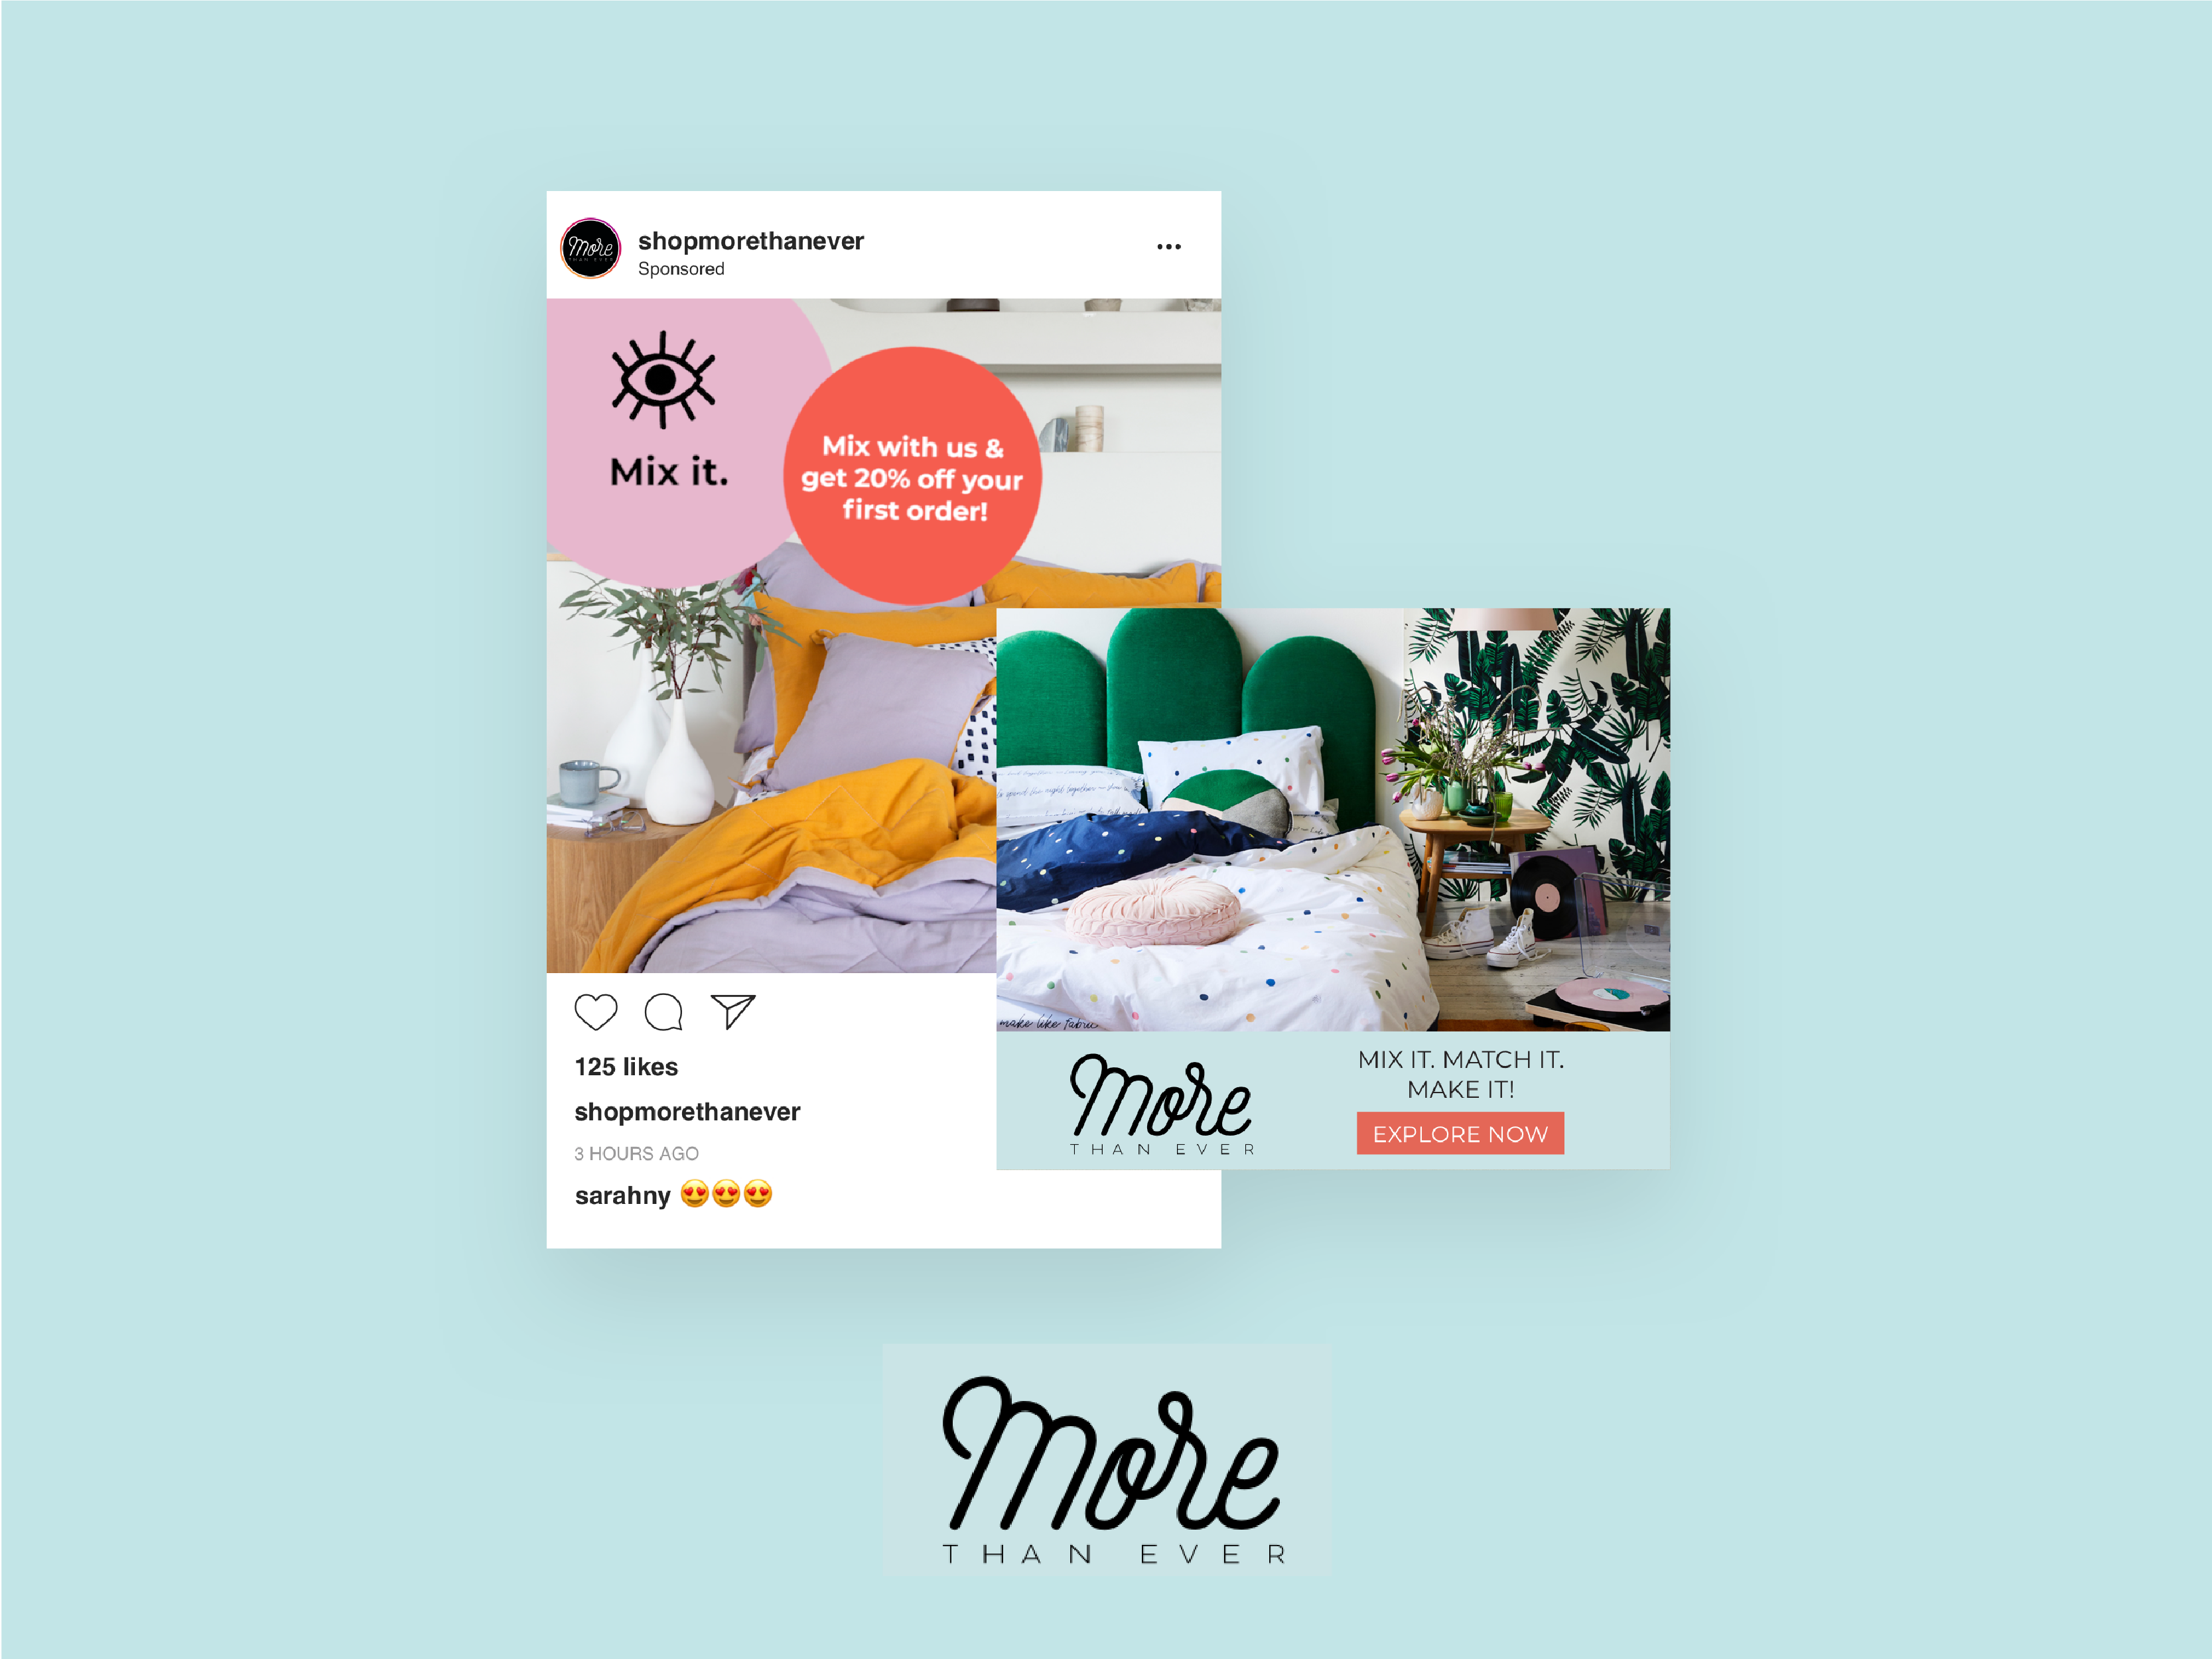 More
THAN EVER
shopmorethanever
Sponsored
Mix it.
Mix with us &
get 20% off your
first order!
125 likes
shopmorethanever
3 HOURS AGO
sarahny 😍😍😍
make like fabric
More
THAN EVER
MIX IT. MATCH IT.
MAKE IT!
EXPLORE NOW
More
THAN EVER